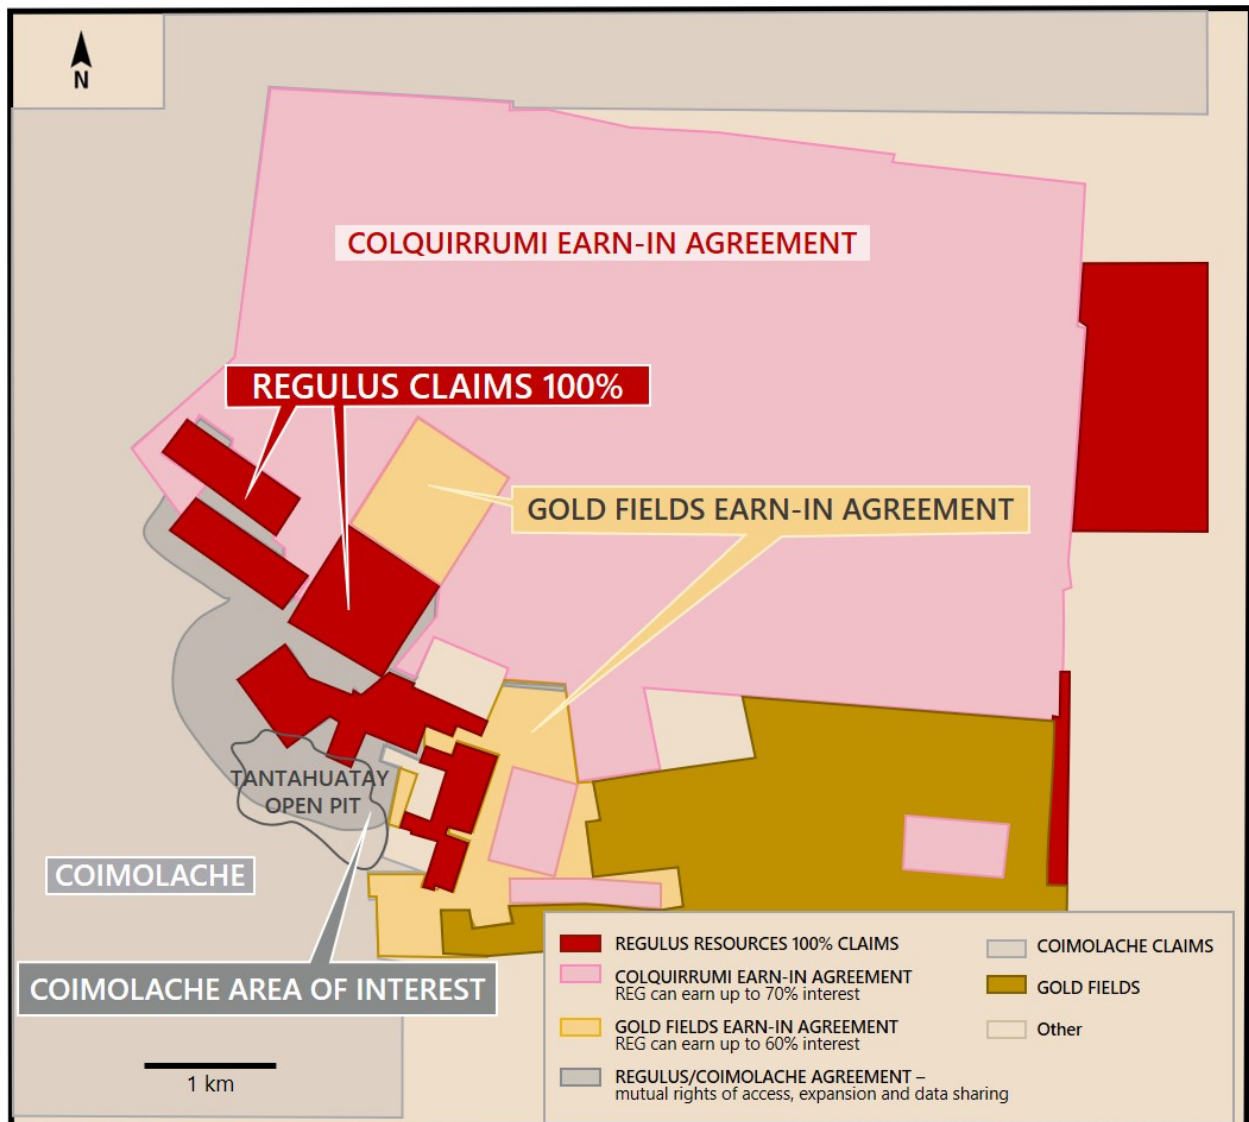 N
COLQUIRRUMI EARN-IN AGREEMENT
REGULUS CLAIMS 100%
GOLD FIELDS EARN-IN AGREEMENT
TANTAHUATAY
OPEN PIT
COIMOLACHE
COIMOLACHE AREA OF INTEREST
1 km
REGULUS RESOURCES 100% CLAIMS
COLQUIRRUMI EARN-IN AGREEMENT
REG can earn up to 70% interest
GOLD FIELDS EARN-IN AGREEMENT
REG can earn up to 60% interest
REGULUS/COIMOLACHE AGREEMENT –
mutual rights of access, expansion and data sharing
COIMOLACHE CLAIMS
GOLD FIELDS
Other